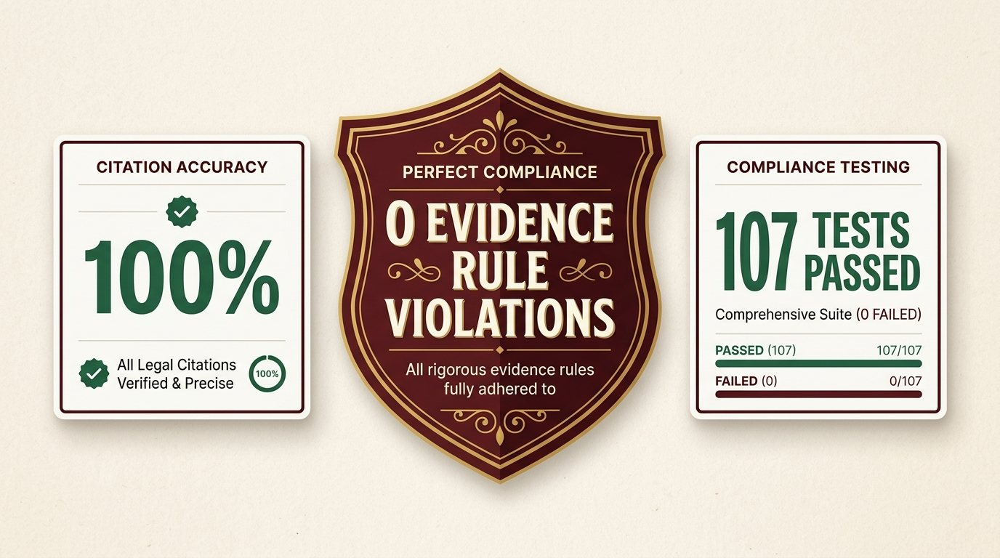 CITATION ACCURACY
100%
All Legal Citations
Verified & Precise
100%
PERFECT COMPLIANCE
0 EVIDENCE
RULE
VIOLATIONS
All rigorous evidence rules
fully adhered to
COMPLIANCE TESTING
107 TESTS
PASSED
Comprehensive Suite (0 FAILED)
PASSED (107) 107/107
FAILED (0) 0/107